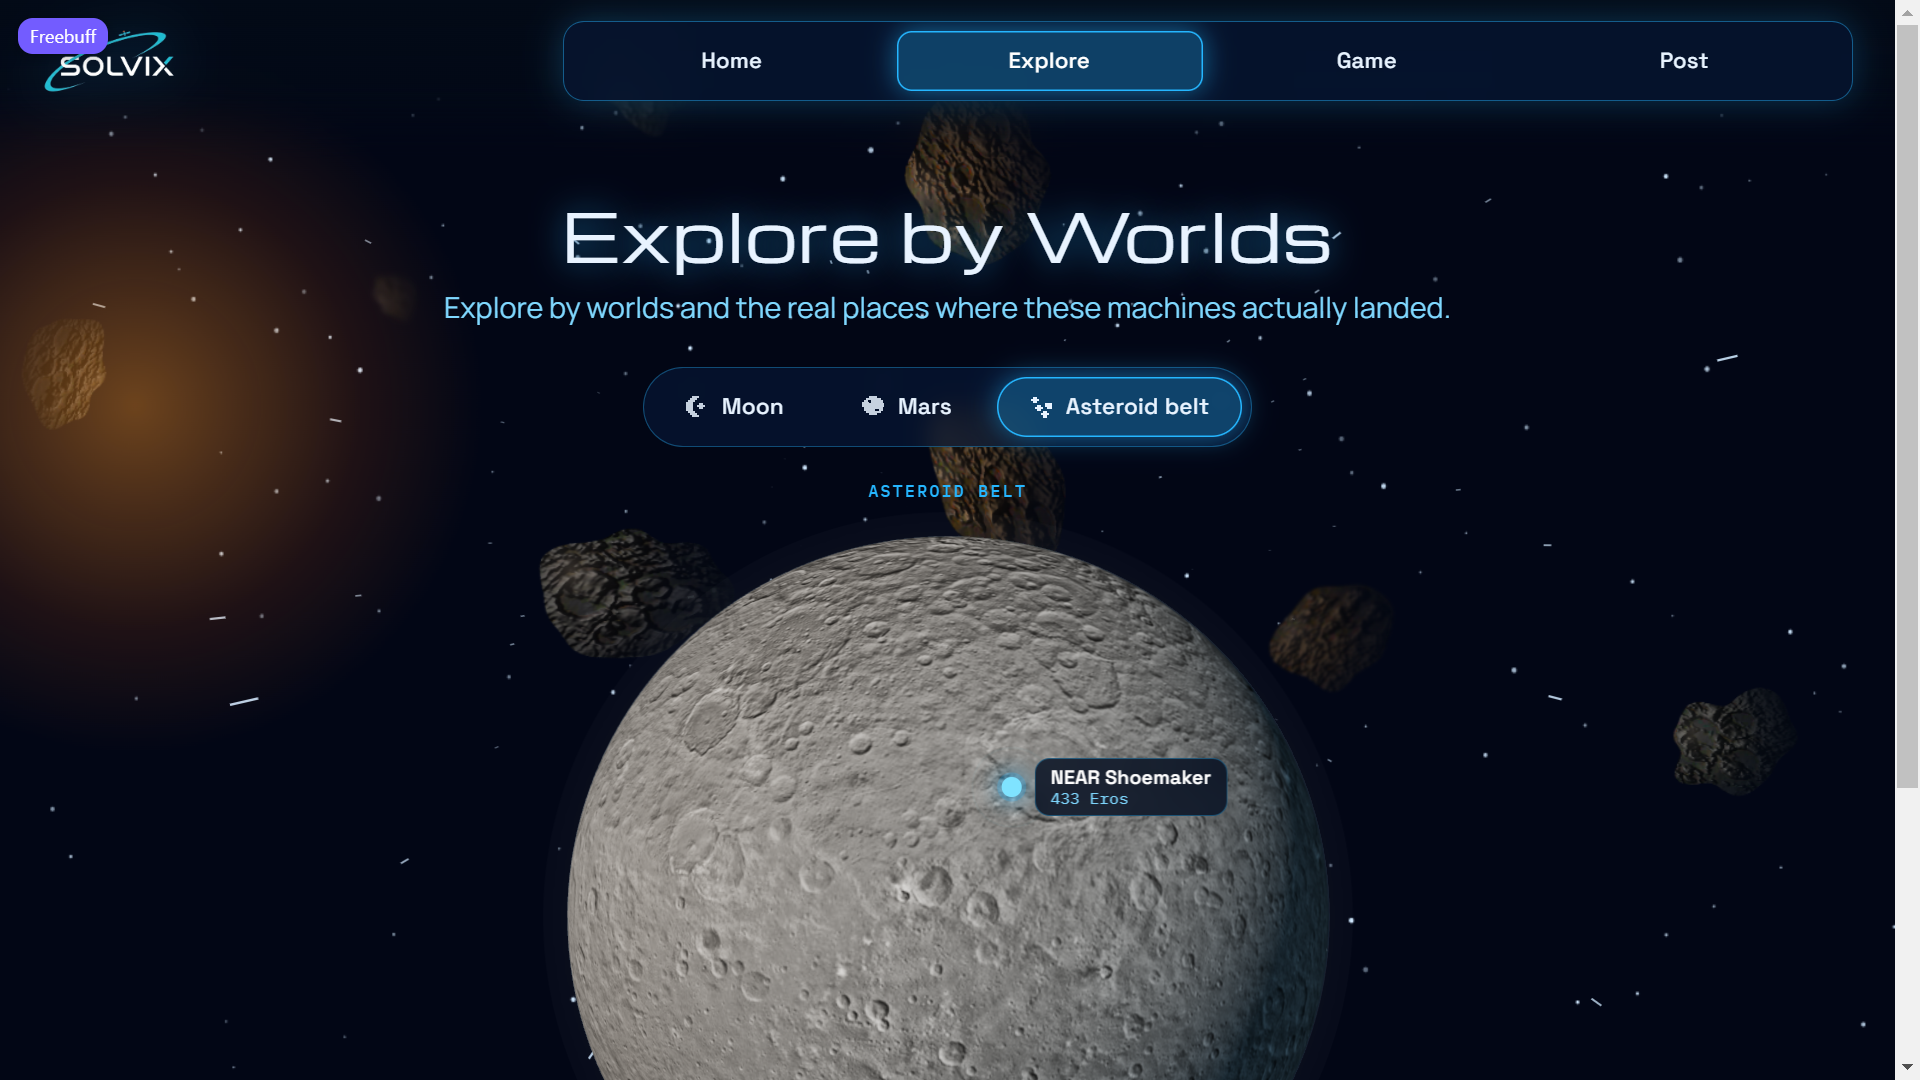 Freebuff
SOLVIX
Home
Explore
Game
Post
Explore by Worlds
Explore by worlds and the real places where these machines actually landed.
Moon
Mars
Asteroid belt
ASTEROID BELT
NEAR Shoemaker
433 Eros